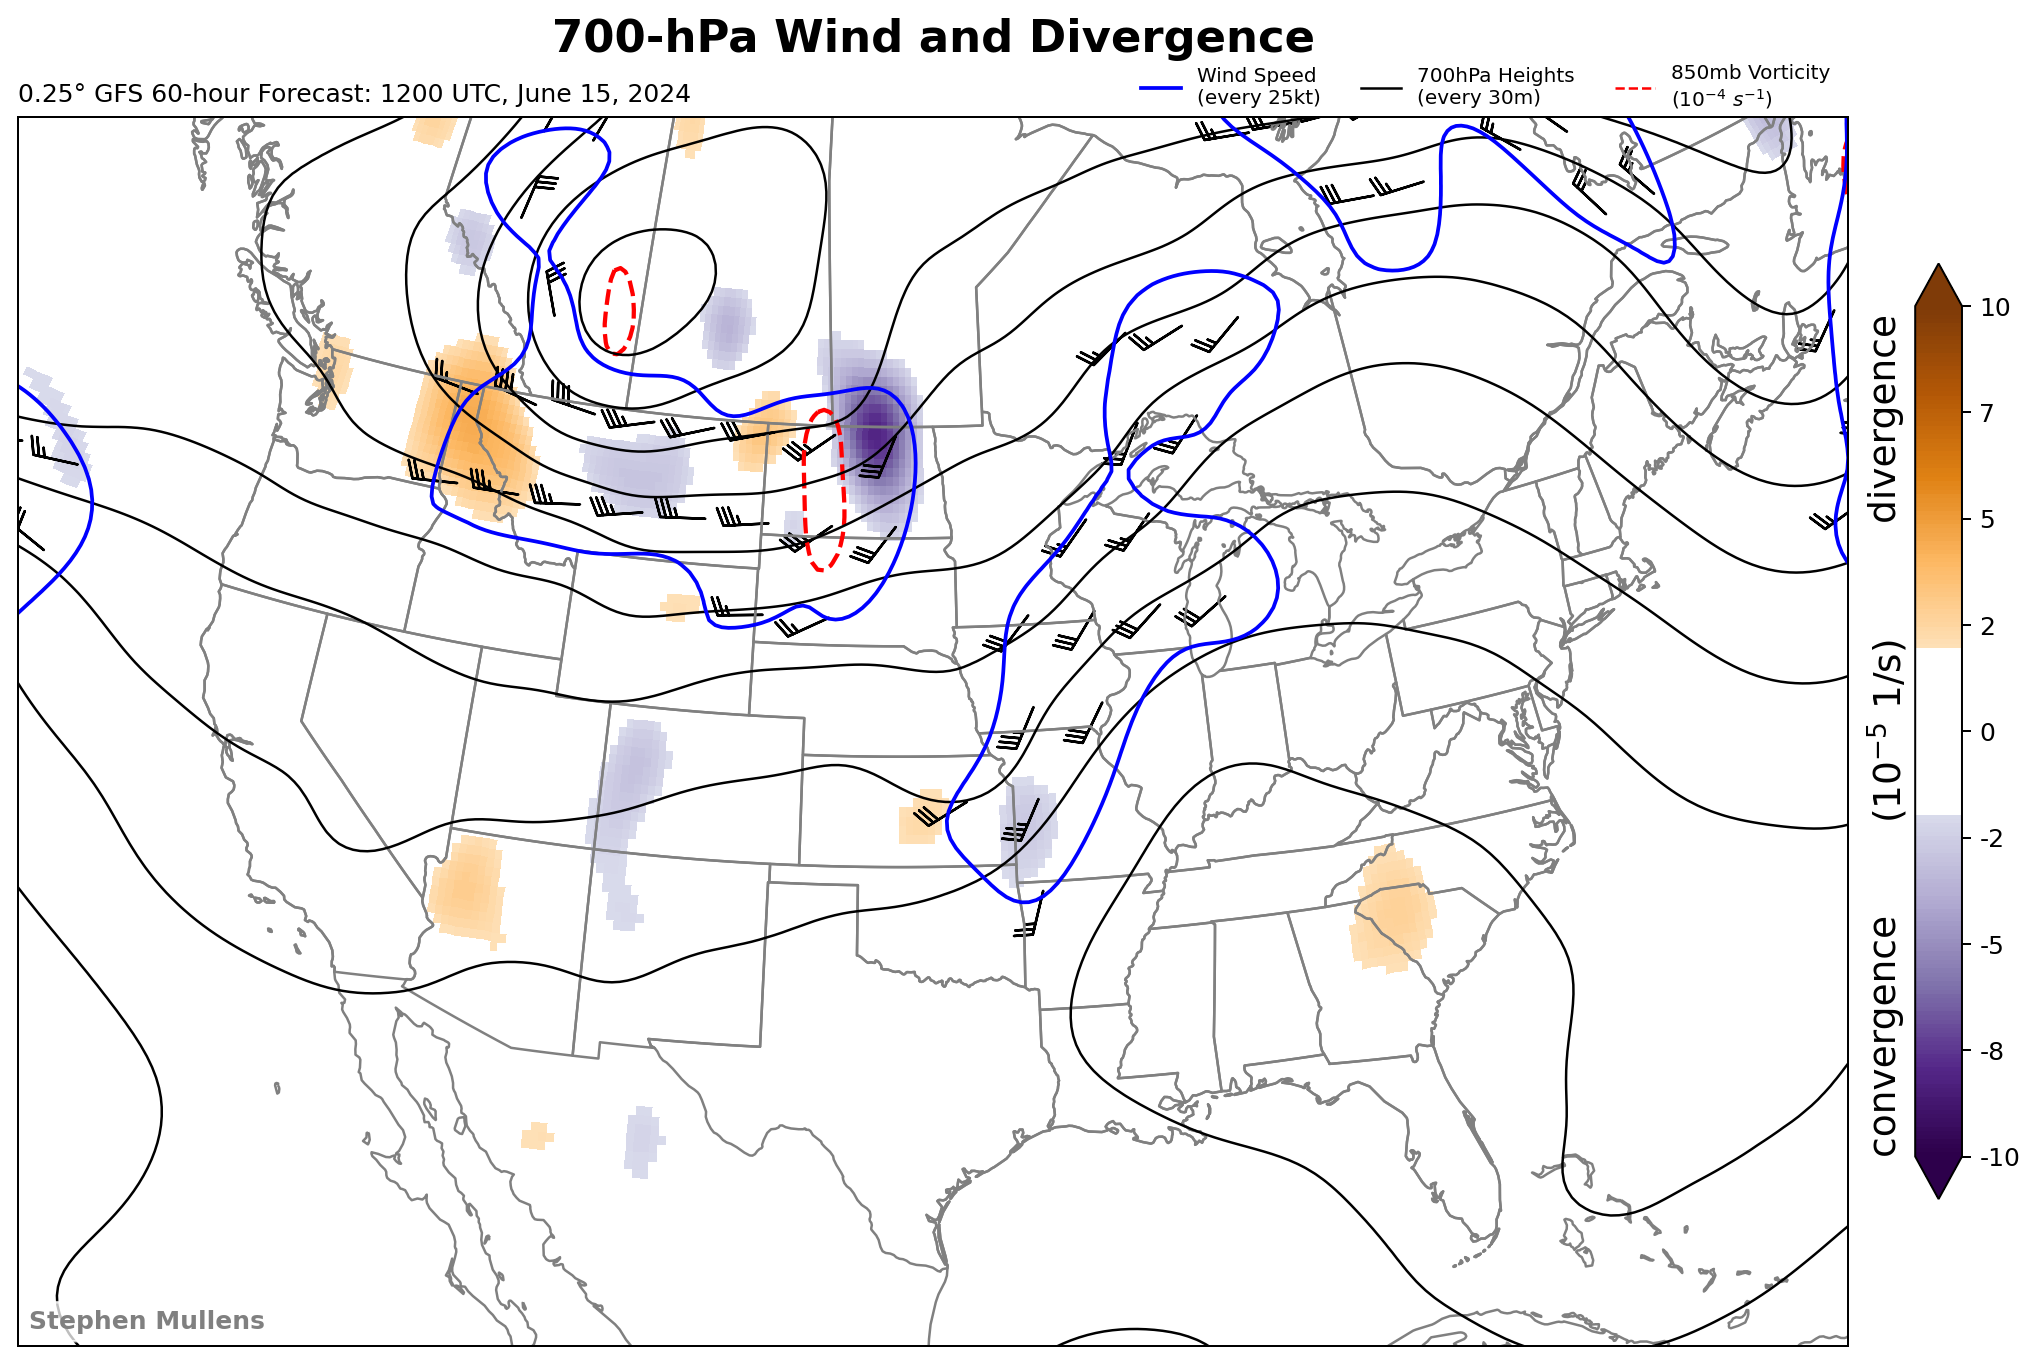 700-hPa Wind and Divergence
0.25° GFS 60-hour Forecast: 1200 UTC, June 15, 2024
Wind Speed
(every 25kt)
700hPa Heights
(every 30m)
850mb Vorticity
(10⁻⁴ s⁻¹)
10
7
5
2
0
-2
-5
-8
-10
convergence (10⁻⁵ 1/s) divergence
Stephen Mullens